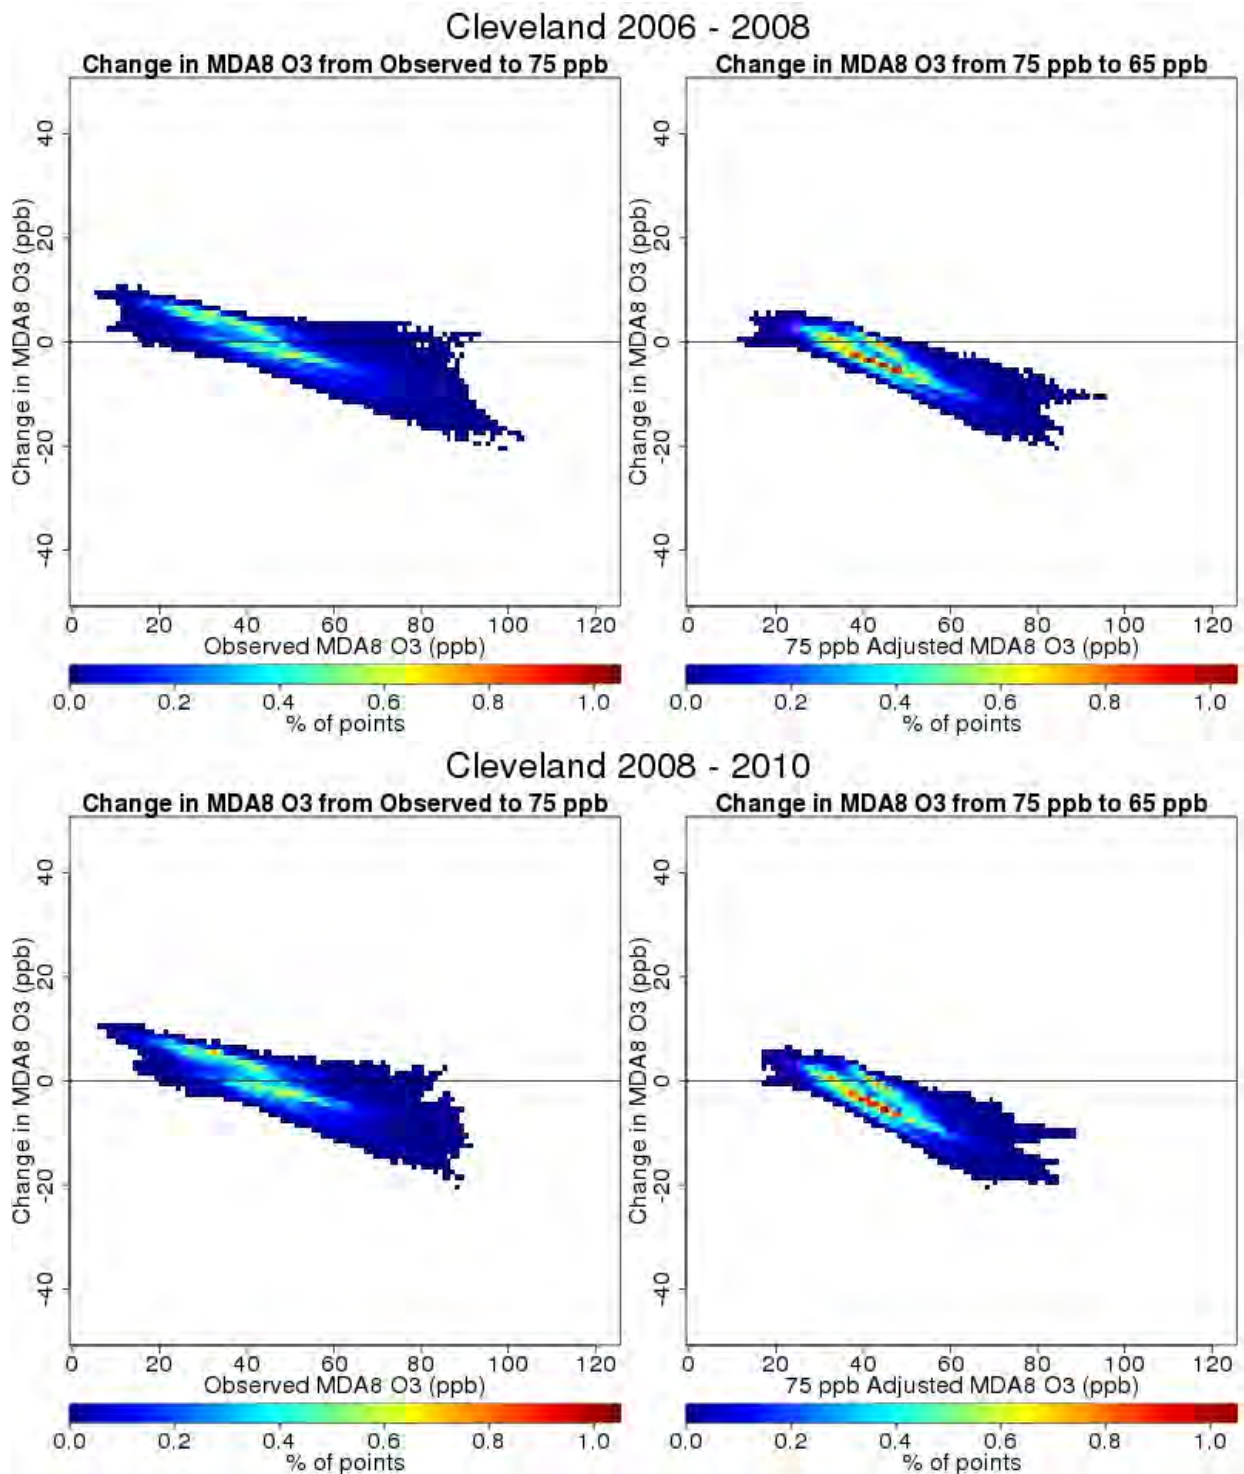 Cleveland 2006 - 2008
Change in MDA8 O3 from Observed to 75 ppb
Change in MDA8 O3 (ppb)
40
20
0
-20
-40
0 20 40 60 80 100 120
Observed MDA8 O3 (ppb)
0.0 0.2 0.4 0.6 0.8 1.0
% of points
Change in MDA8 O3 from 75 ppb to 65 ppb
Change in MDA8 O3 (ppb)
40
20
0
-20
-40
0 20 40 60 80 100 120
75 ppb Adjusted MDA8 O3 (ppb)
0.0 0.2 0.4 0.6 0.8 1.0
% of points
Cleveland 2008 - 2010
Change in MDA8 O3 from Observed to 75 ppb
Change in MDA8 O3 (ppb)
40
20
0
-20
-40
0 20 40 60 80 100 120
Observed MDA8 O3 (ppb)
0.0 0.2 0.4 0.6 0.8 1.0
% of points
Change in MDA8 O3 from 75 ppb to 65 ppb
Change in MDA8 O3 (ppb)
40
20
0
-20
-40
0 20 40 60 80 100 120
75 ppb Adjusted MDA8 O3 (ppb)
0.0 0.2 0.4 0.6 0.8 1.0
% of points